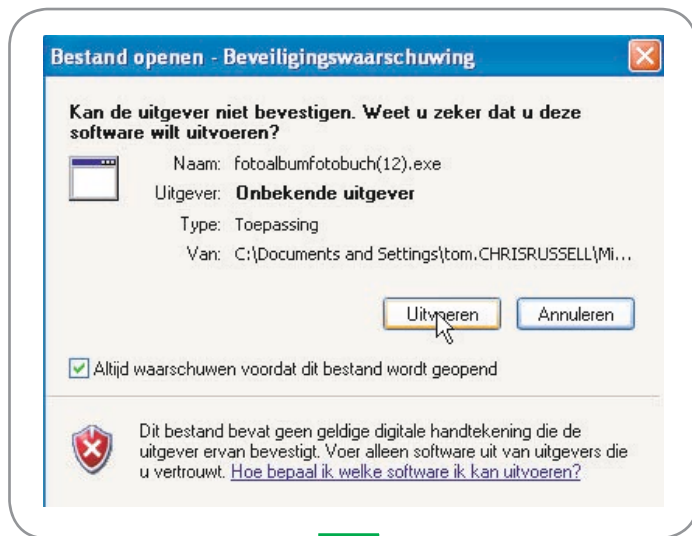 Bestand openen - Beveiligingswaarschuwing
Kan de uitgever niet bevestigen. Weet u zeker dat u deze
software wilt uitvoeren?
Naam: fotoalbumfotobuch(12).exe
Uitgever: Onbekende uitgever
Type: Toepassing
Van: C:\Documents and Settings\tom.CHRISRUSSELL\Mi...
Uitvoeren Annuleren
Altijd waarschuwen voordat dit bestand wordt geopend
Dit bestand bevat geen geldige digitale handtekening die de
uitgever ervan bevestigt. Voer alleen software uit van uitgevers die
u vertrouwt. Hoe bepaal ik welke software ik kan uitvoeren?